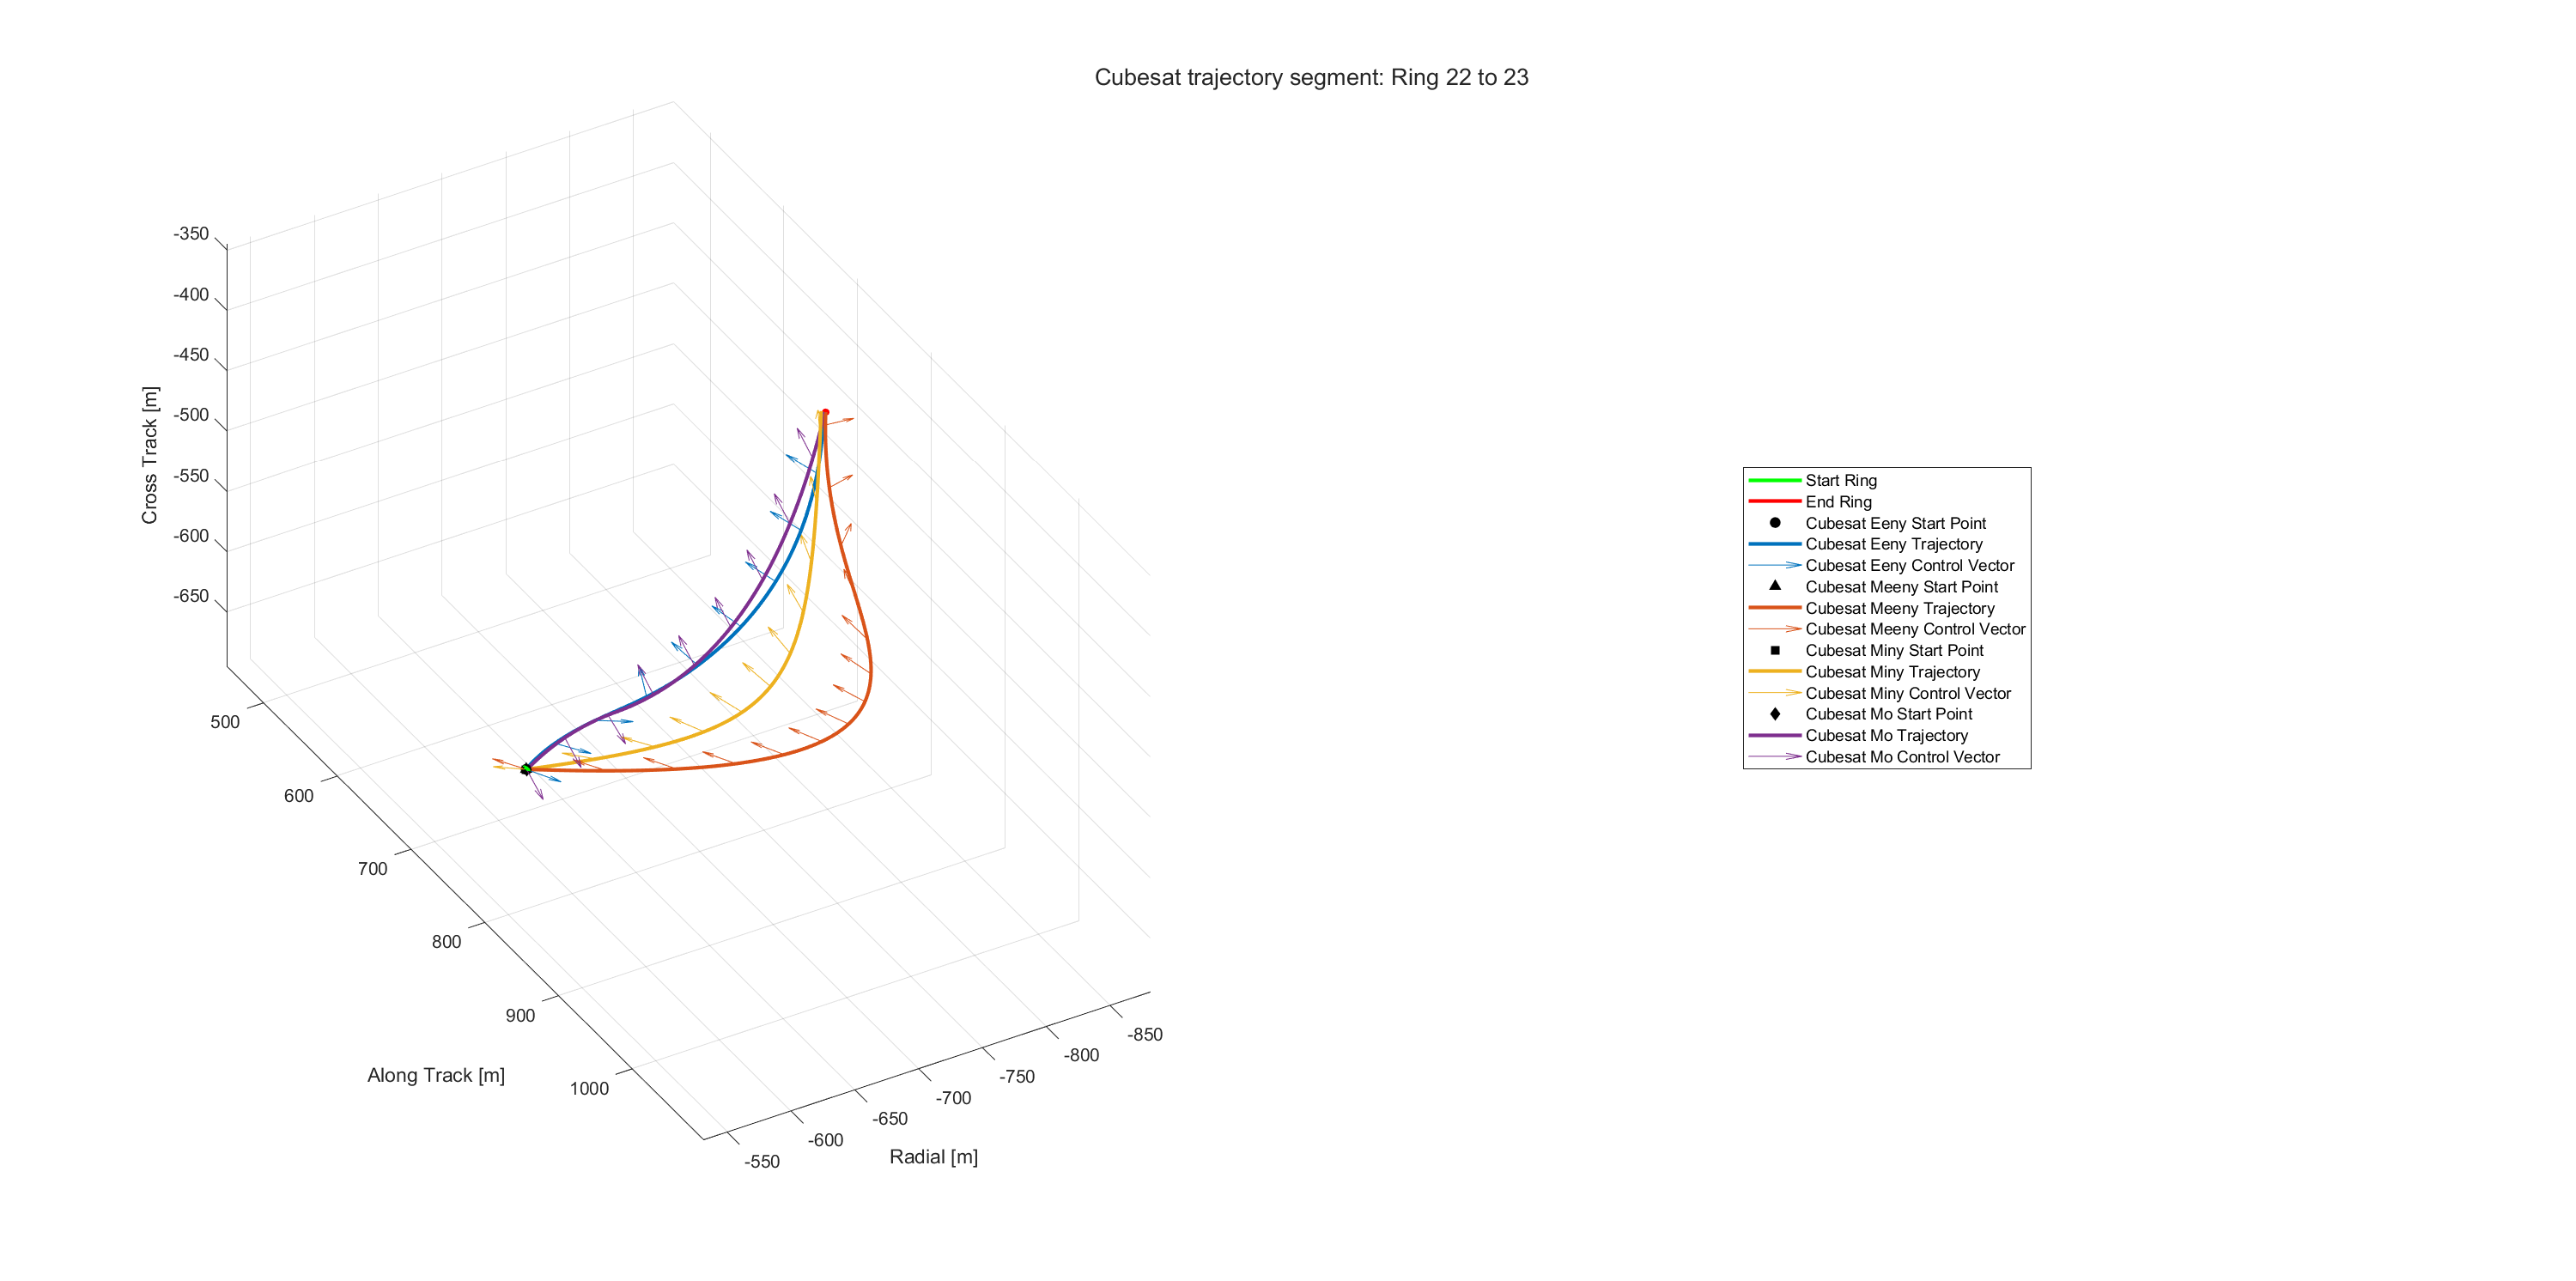 Cubesat trajectory segment: Ring 22 to 23
-350
-400
-450
-500
-550
-600
-650
Cross Track [m]
500
600
700
800
900
1000
Along Track [m]
-550
-600
-650
-700
-750
-800
-850
Radial [m]
Start Ring
End Ring
Cubesat Eeny Start Point
Cubesat Eeny Trajectory
Cubesat Eeny Control Vector
Cubesat Meeny Start Point
Cubesat Meeny Trajectory
Cubesat Meeny Control Vector
Cubesat Miny Start Point
Cubesat Miny Trajectory
Cubesat Miny Control Vector
Cubesat Mo Start Point
Cubesat Mo Trajectory
Cubesat Mo Control Vector